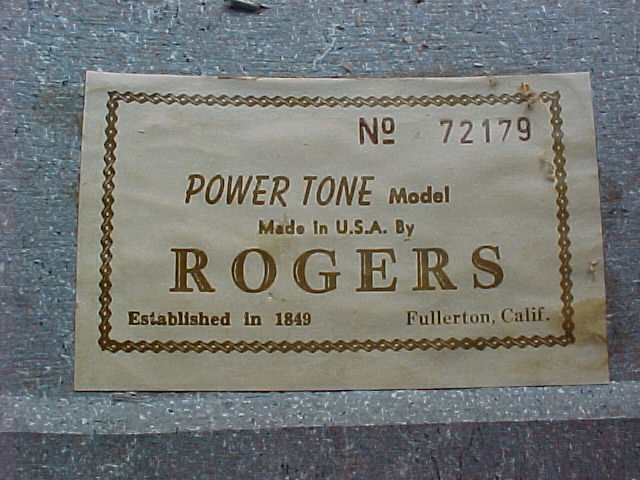 Nº 72179
POWER TONE Model
Made in U.S.A. By
ROGERS
Established in 1849 Fullerton, Calif.